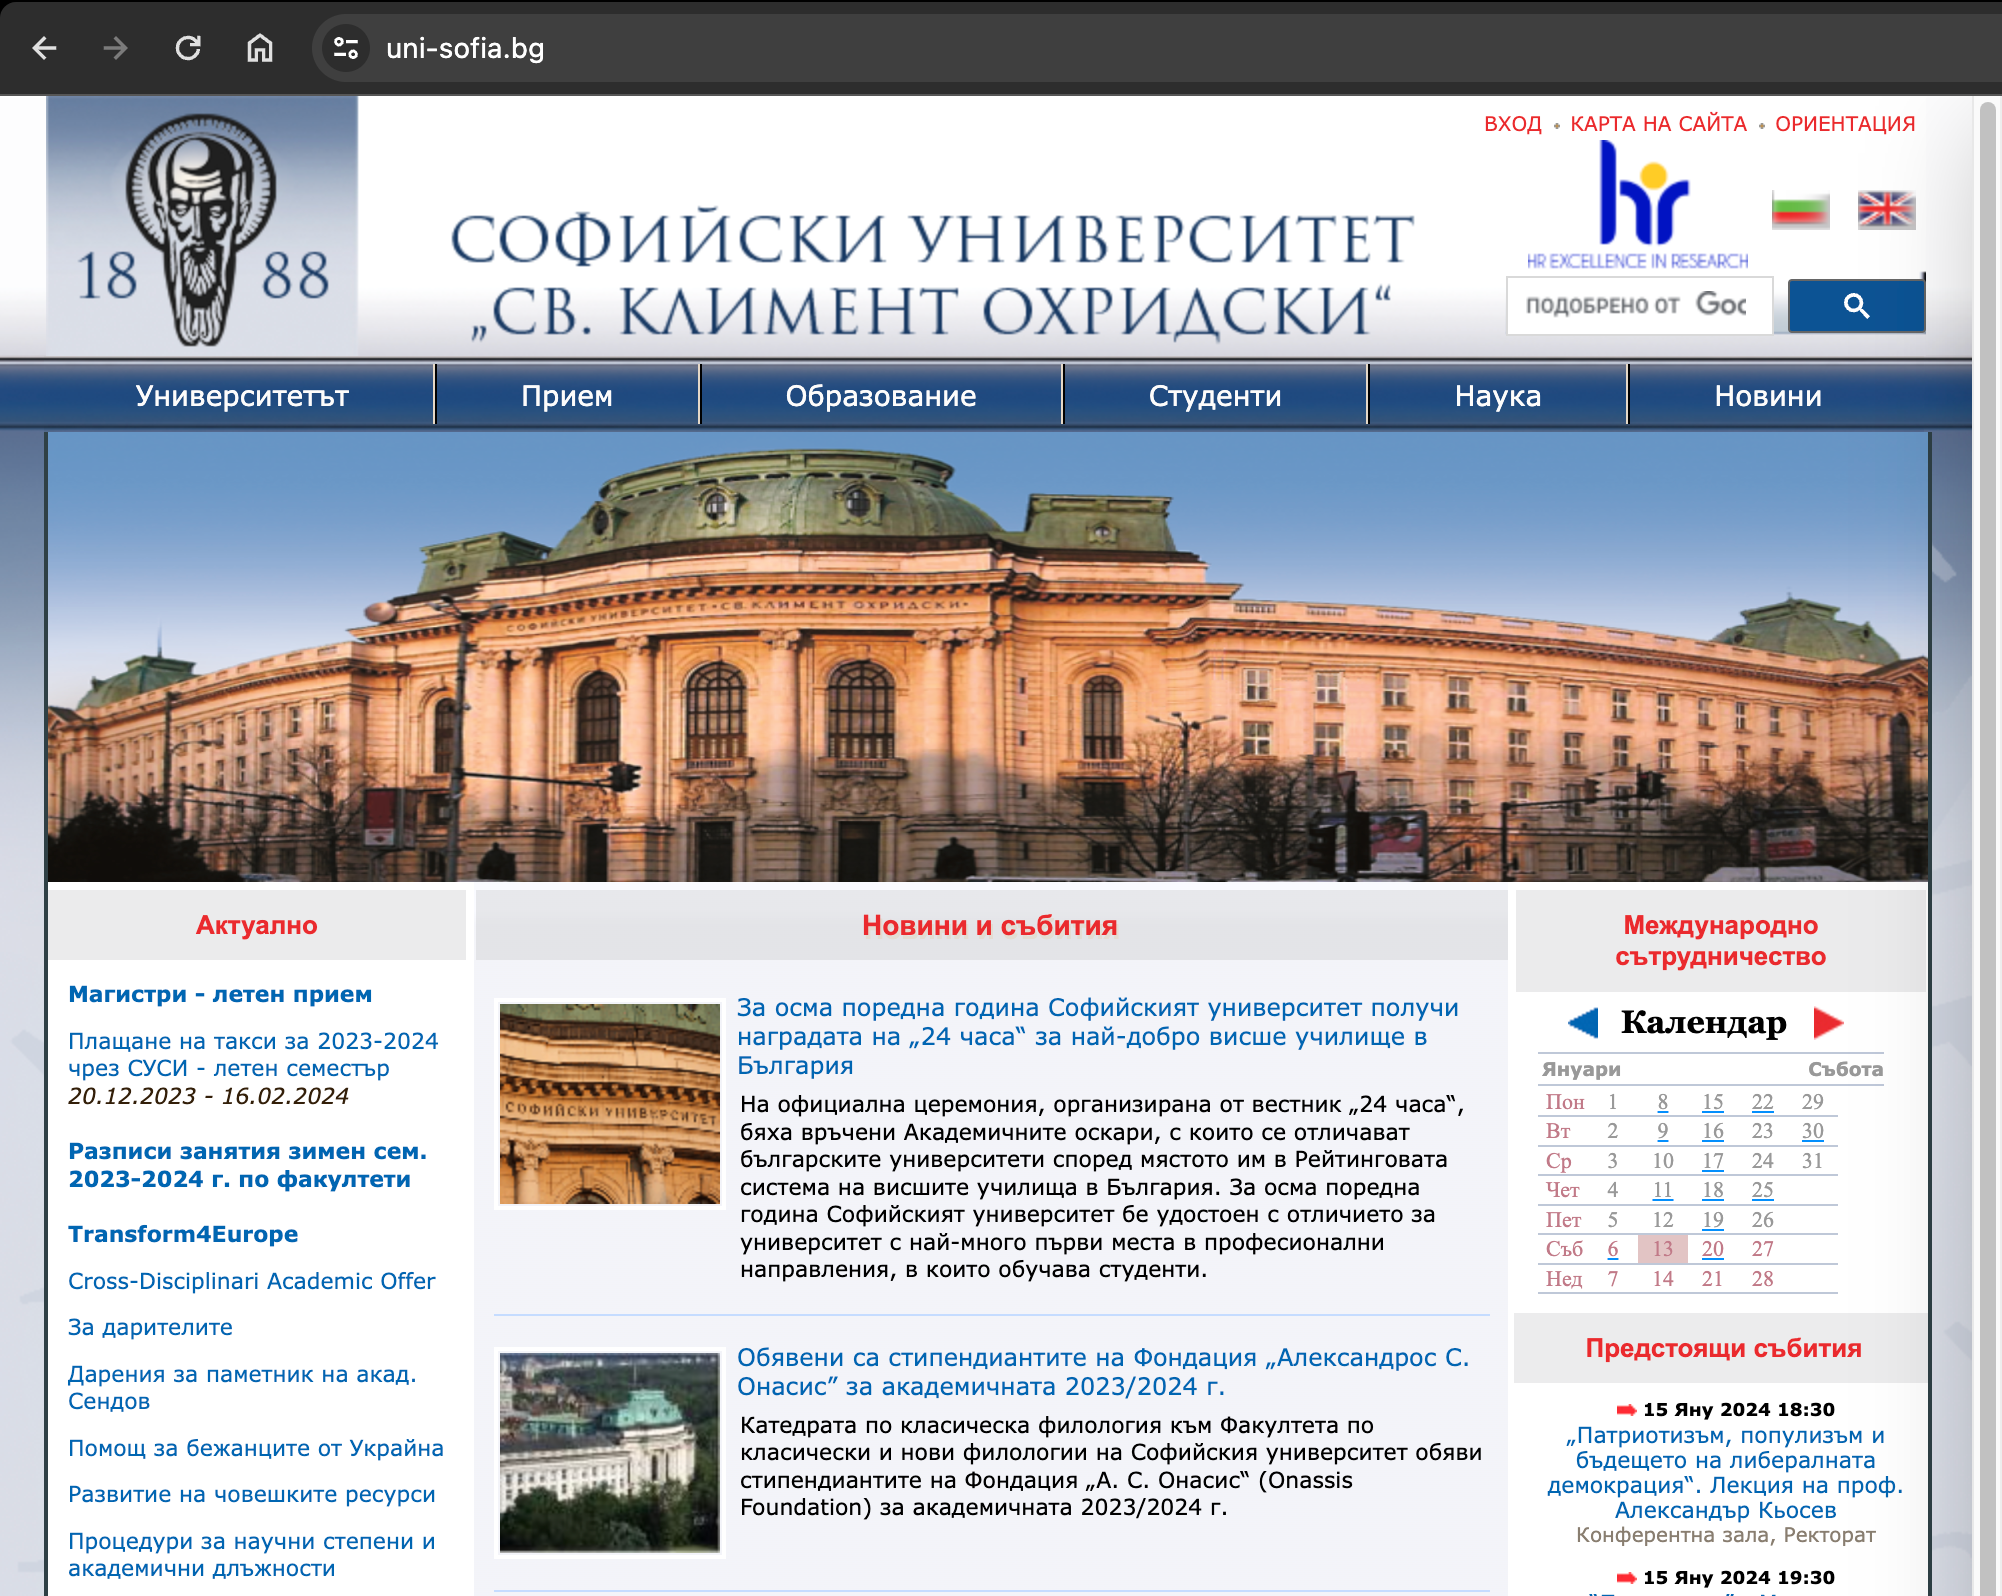 uni-sofia.bg
ВХОД • КАРТА НА САЙТА • ОРИЕНТАЦИЯ
18 88
СОФИЙСКИ УНИВЕРСИТЕТ
„СВ. КЛИМЕНТ ОХРИДСКИ“
hr
HR EXCELLENCE IN RESEARCH
ПОДОБРЕНО ОТ Goo
Университетът
Прием
Образование
Студенти
Наука
Новини
СОФИЙСКИ УНИВЕРСИТЕТ•СВ. КЛИМЕНТ ОХРИДСКИ•
Актуално
Магистри - летен прием
Плащане на такси за 2023-2024
чрез СУСИ - летен семестър
20.12.2023 - 16.02.2024
Разписи занятия зимен сем.
2023-2024 г. по факултети
Transform4Europe
Cross-Disciplinari Academic Offer
За дарителите
Дарения за паметник на акад.
Сендов
Помощ за бежанците от Украйна
Развитие на човешките ресурси
Процедури за научни степени и
академични длъжности
Новини и събития
СОФИЙСКИ УНИВЕРСИТЕТ
За осма поредна година Софийският университет получи
наградата на „24 часа“ за най-добро висше училище в
България
На официална церемония, организирана от вестник „24 часа“,
бяха връчени Академичните оскари, с които се отличават
българските университети според мястото им в Рейтинговата
система на висшите училища в България. За осма поредна
година Софийският университет бе удостоен с отличието за
университет с най-много първи места в професионални
направления, в които обучава студенти.
Обявени са стипендиантите на Фондация „Александрос С.
Онасис” за академичната 2023/2024 г.
Катедрата по класическа филология към Факултета по
класически и нови филологии на Софийския университет обяви
стипендиантите на Фондация „А. С. Онасис“ (Onassis
Foundation) за академичната 2023/2024 г.
Международно
сътрудничество
Календар
Януари Събота
Пон 1 8 15 22 29
Вт 2 9 16 23 30
Ср 3 10 17 24 31
Чет 4 11 18 25
Пет 5 12 19 26
Съб 6 13 20 27
Нед 7 14 21 28
Предстоящи събития
15 Яну 2024 18:30
„Патриотизъм, популизъм и
бъдещето на либералната
демокрация“. Лекция на проф.
Александър Кьосев
Конферентна зала, Ректорат
15 Яну 2024 19:30